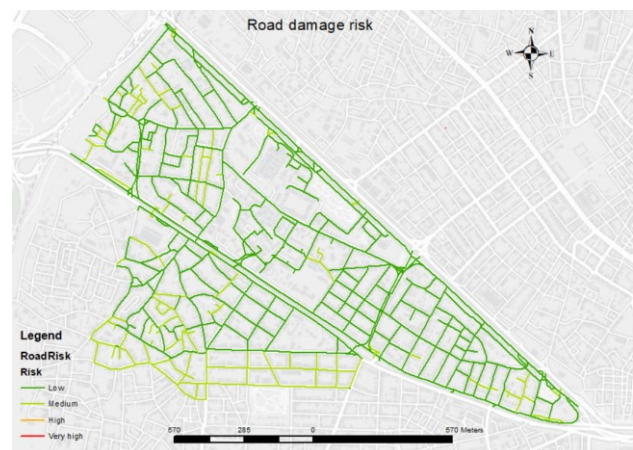 Road damage risk
N
W E
S
Legend
RoadRisk
Risk
Low
Medium
High
Very high
570 285 0 570 Meters